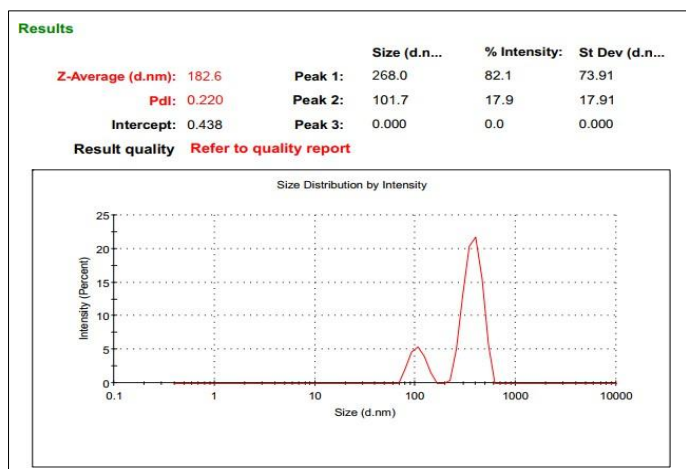 Results
Size (d.n... % Intensity: St Dev (d.n...
Z-Average (d.nm): 182.6 Peak 1: 268.0 82.1 73.91
PdI: 0.220 Peak 2: 101.7 17.9 17.91
Intercept: 0.438 Peak 3: 0.000 0.0 0.000
Result quality Refer to quality report
Size Distribution by Intensity
25
20
15
10
5
0
Intensity (Percent)
0.1 1 10 100 1000 10000
Size (d.nm)